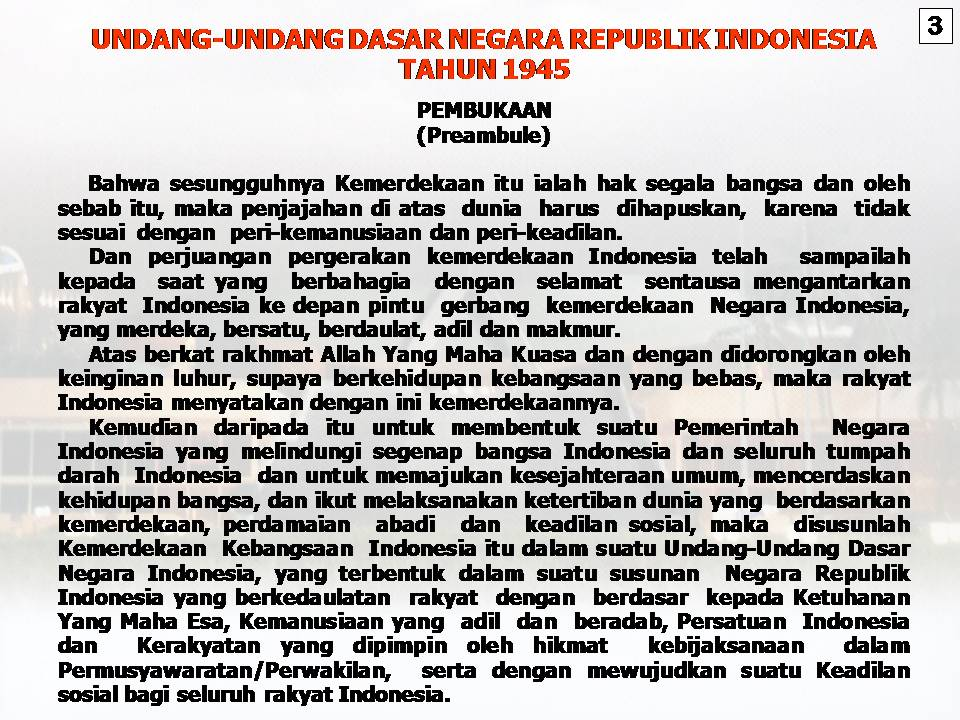 3
UNDANG-UNDANG DASAR NEGARA REPUBLIK INDONESIA
TAHUN 1945
PEMBUKAAN
(Preambule)
Bahwa sesungguhnya Kemerdekaan itu ialah hak segala bangsa dan oleh
sebab itu, maka penjajahan di atas dunia harus dihapuskan, karena tidak
sesuai dengan peri-kemanusiaan dan peri-keadilan.
Dan perjuangan pergerakan kemerdekaan Indonesia telah sampailah
kepada saat yang berbahagia dengan selamat sentausa mengantarkan
rakyat Indonesia ke depan pintu gerbang kemerdekaan Negara Indonesia,
yang merdeka, bersatu, berdaulat, adil dan makmur.
Atas berkat rakhmat Allah Yang Maha Kuasa dan dengan didorongkan oleh
keinginan luhur, supaya berkehidupan kebangsaan yang bebas, maka rakyat
Indonesia menyatakan dengan ini kemerdekaannya.
Kemudian daripada itu untuk membentuk suatu Pemerintah Negara
Indonesia yang melindungi segenap bangsa Indonesia dan seluruh tumpah
darah Indonesia dan untuk memajukan kesejahteraan umum, mencerdaskan
kehidupan bangsa, dan ikut melaksanakan ketertiban dunia yang berdasarkan
kemerdekaan, perdamaian abadi dan keadilan sosial, maka disusunlah
Kemerdekaan Kebangsaan Indonesia itu dalam suatu Undang-Undang Dasar
Negara Indonesia, yang terbentuk dalam suatu susunan Negara Republik
Indonesia yang berkedaulatan rakyat dengan berdasar kepada Ketuhanan
Yang Maha Esa, Kemanusiaan yang adil dan beradab, Persatuan Indonesia
dan Kerakyatan yang dipimpin oleh hikmat kebijaksanaan dalam
Permusyawaratan/Perwakilan, serta dengan mewujudkan suatu Keadilan
sosial bagi seluruh rakyat Indonesia.